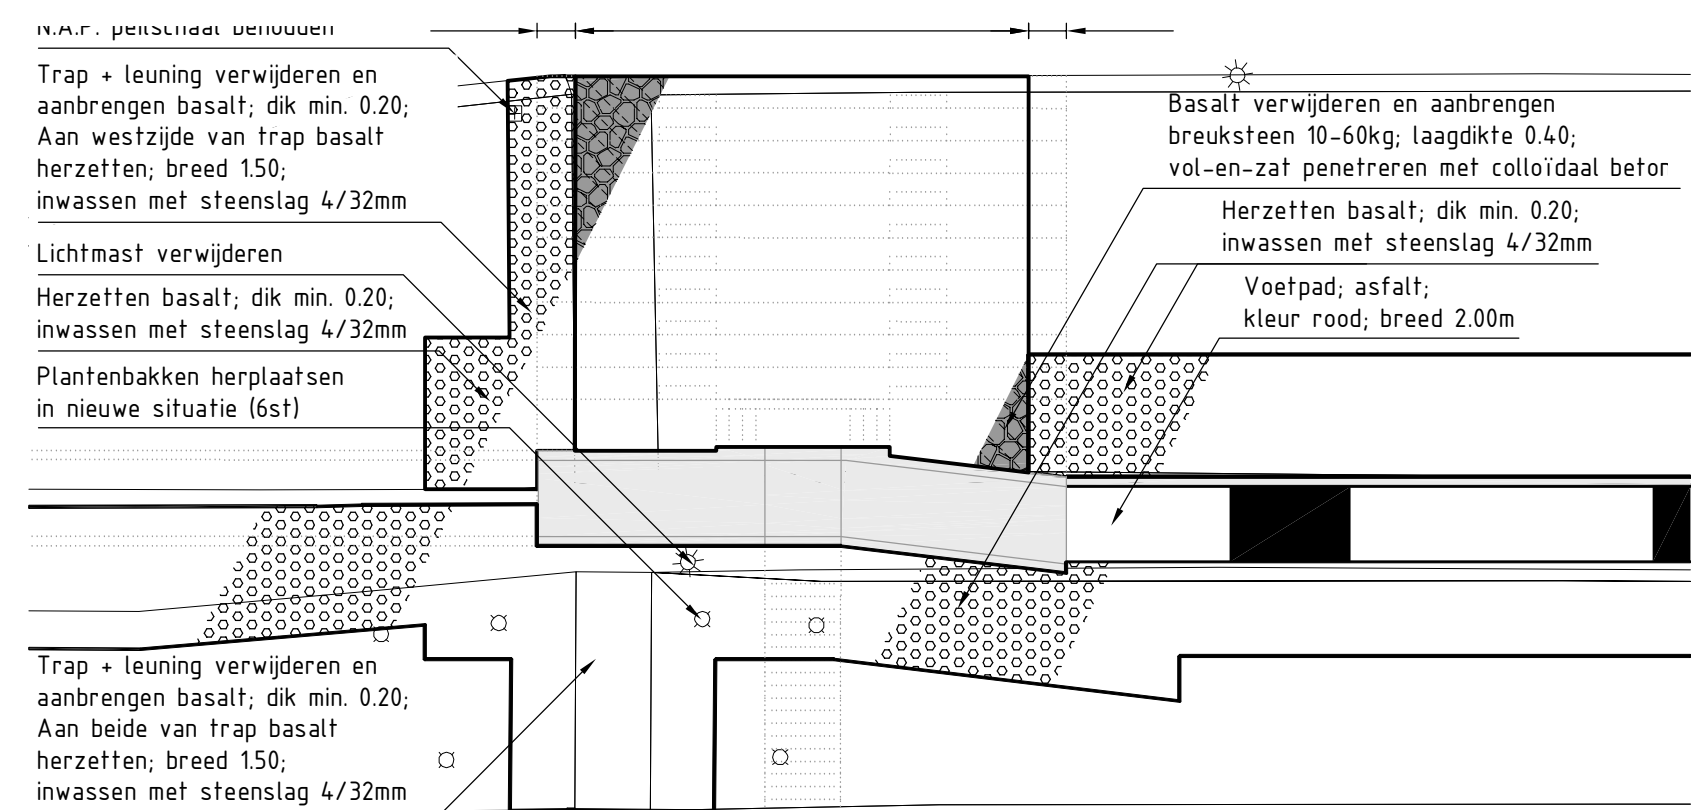 N.A.P. peilschaal behouden
Trap + leuning verwijderen en
aanbrengen basalt; dik min. 0.20;
Aan westzijde van trap basalt
herzetten; breed 1.50;
inwassen met steenslag 4/32mm
Lichtmast verwijderen
Herzetten basalt; dik min. 0.20;
inwassen met steenslag 4/32mm
Plantenbakken herplaatsen
in nieuwe situatie (6st)
Trap + leuning verwijderen en
aanbrengen basalt; dik min. 0.20;
Aan beide van trap basalt
herzetten; breed 1.50;
inwassen met steenslag 4/32mm
Basalt verwijderen en aanbrengen
breuksteen 10-60kg; laagdikte 0.40;
vol-en-zat penetreren met colloïdaal betor
Herzetten basalt; dik min. 0.20;
inwassen met steenslag 4/32mm
Voetpad; asfalt;
kleur rood; breed 2.00m